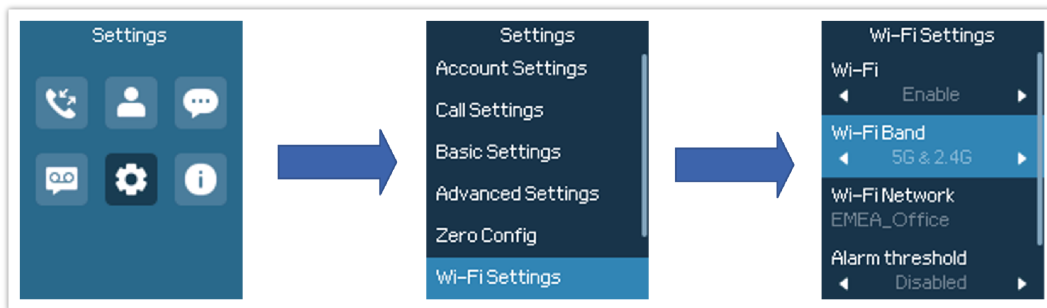 Settings
Settings
Account Settings
Call Settings
Basic Settings
Advanced Settings
Zero Config
Wi-Fi Settings
Wi-Fi Settings
Wi-Fi
Enable
Wi-Fi Band
5G & 2.4G
Wi-Fi Network
EMEA_Office
Alarm threshold
Disabled